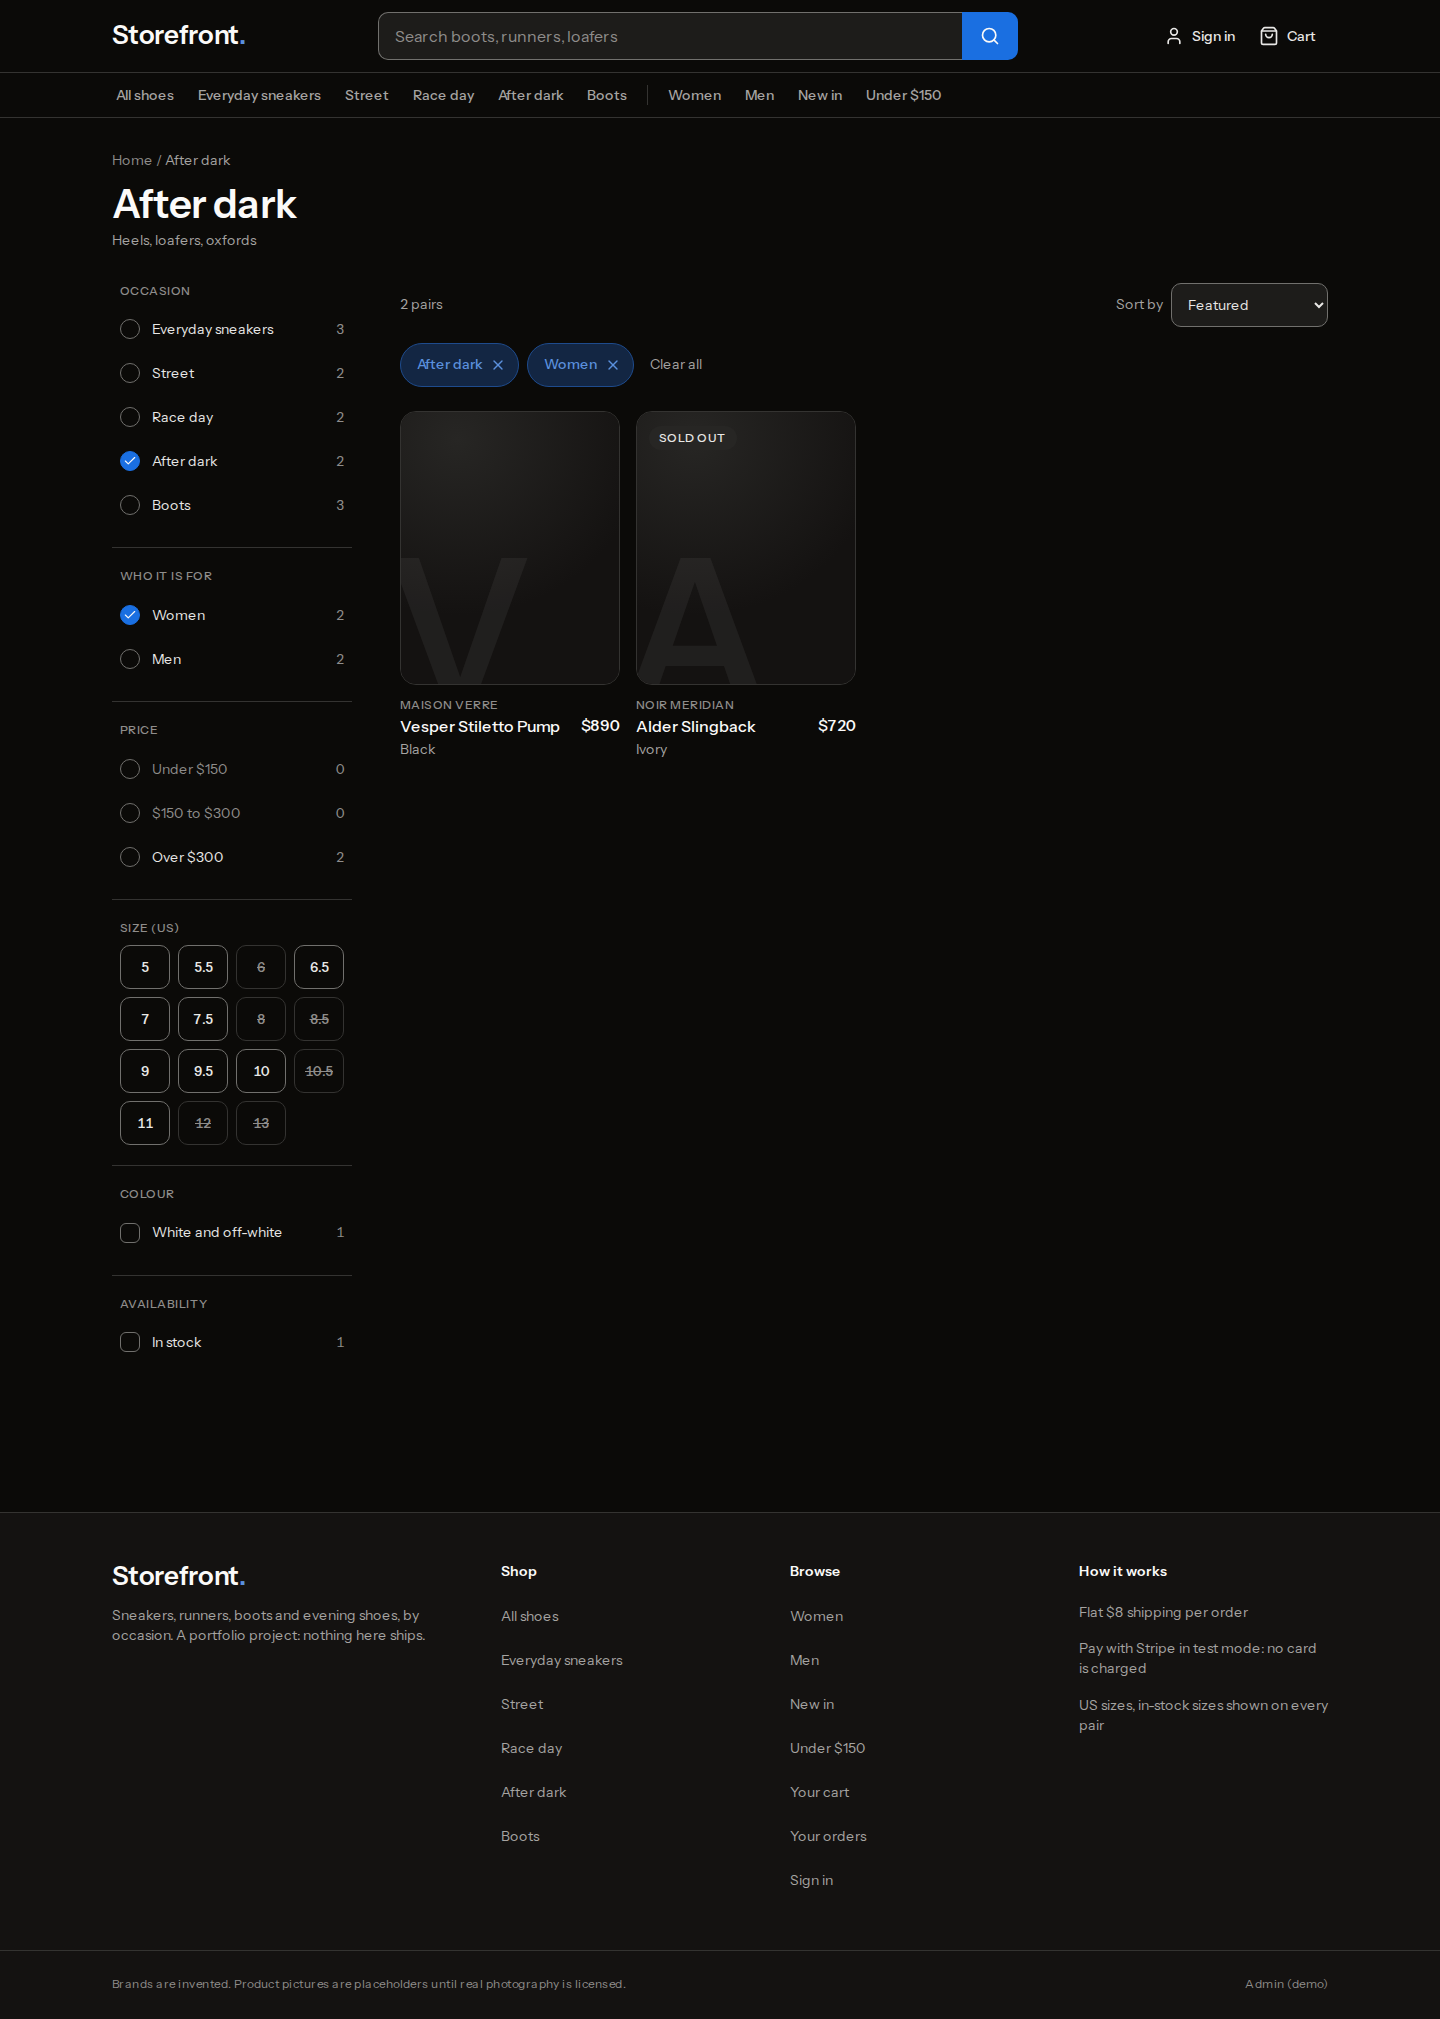 Storefront.
Search boots, runners, loafers
Sign in
Cart
All shoes
Everyday sneakers
Street
Race day
After dark
Boots
Women
Men
New in
Under $150
Home / After dark
After dark
Heels, loafers, oxfords
OCCASION
Everyday sneakers 3
Street 2
Race day 2
After dark 2
Boots 3
WHO IT IS FOR
Women 2
Men 2
PRICE
Under $150 0
$150 to $300 0
Over $300 2
SIZE (US)
5 5.5 6 6.5
7 7.5 8 8.5
9 9.5 10 10.5
11 12 13
COLOUR
White and off-white 1
AVAILABILITY
In stock 1
2 pairs
Sort by Featured
After dark
Women
Clear all
V
MAISON VERRE
Vesper Stiletto Pump $890
Black
SOLD OUT
A
NOIR MERIDIAN
Alder Slingback $720
Ivory
Storefront.
Sneakers, runners, boots and evening shoes, by
occasion. A portfolio project: nothing here ships.
Shop
All shoes
Everyday sneakers
Street
Race day
After dark
Boots
Browse
Women
Men
New in
Under $150
Your cart
Your orders
Sign in
How it works
Flat $8 shipping per order
Pay with Stripe in test mode: no card
is charged
US sizes, in-stock sizes shown on every
pair
Brands are invented. Product pictures are placeholders until real photography is licensed.
Admin (demo)